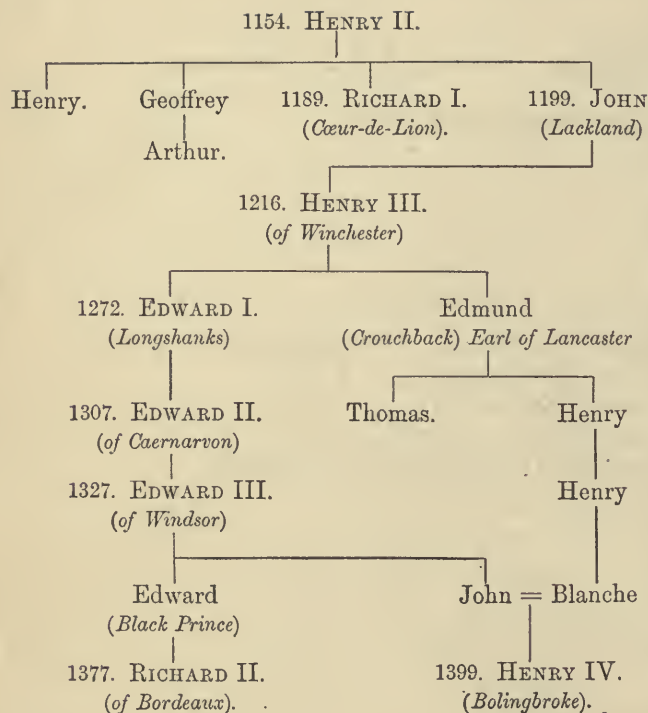 1154. HENRY II.
Henry. Geoffrey 1189. RICHARD I. 1199. JOHN
(Cœur-de-Lion). (Lackland)
Arthur.
1216. HENRY III.
(of Winchester)
1272. EDWARD I. Edmund
(Longshanks) (Crouchback) Earl of Lancaster
1307. EDWARD II. Thomas. Henry
(of Caernarvon)
1327. EDWARD III. Henry
(of Windsor)
Edward John = Blanche
(Black Prince)
1377. RICHARD II. 1399. HENRY IV.
(of Bordeaux). (Bolingbroke).